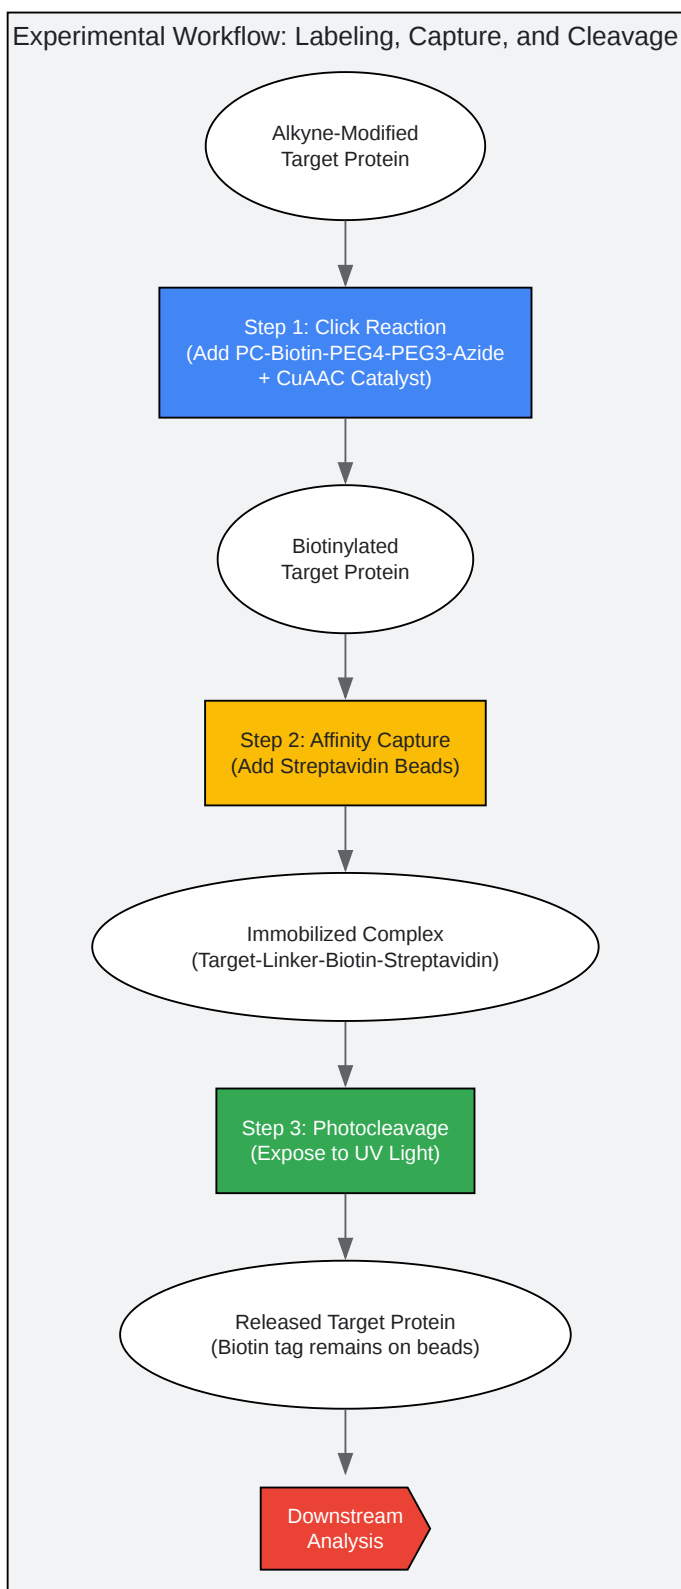 Experimental Workflow: Labeling, Capture, and Cleavage
Alkyne-Modified
Target Protein
Step 1: Click Reaction
(Add PC-Biotin-PEG4-PEG3-Azide
+ CuAAC Catalyst)
Biotinylated
Target Protein
Step 2: Affinity Capture
(Add Streptavidin Beads)
Immobilized Complex
(Target-Linker-Biotin-Streptavidin)
Step 3: Photocleavage
(Expose to UV Light)
Released Target Protein
(Biotin tag remains on beads)
Downstream
Analysis